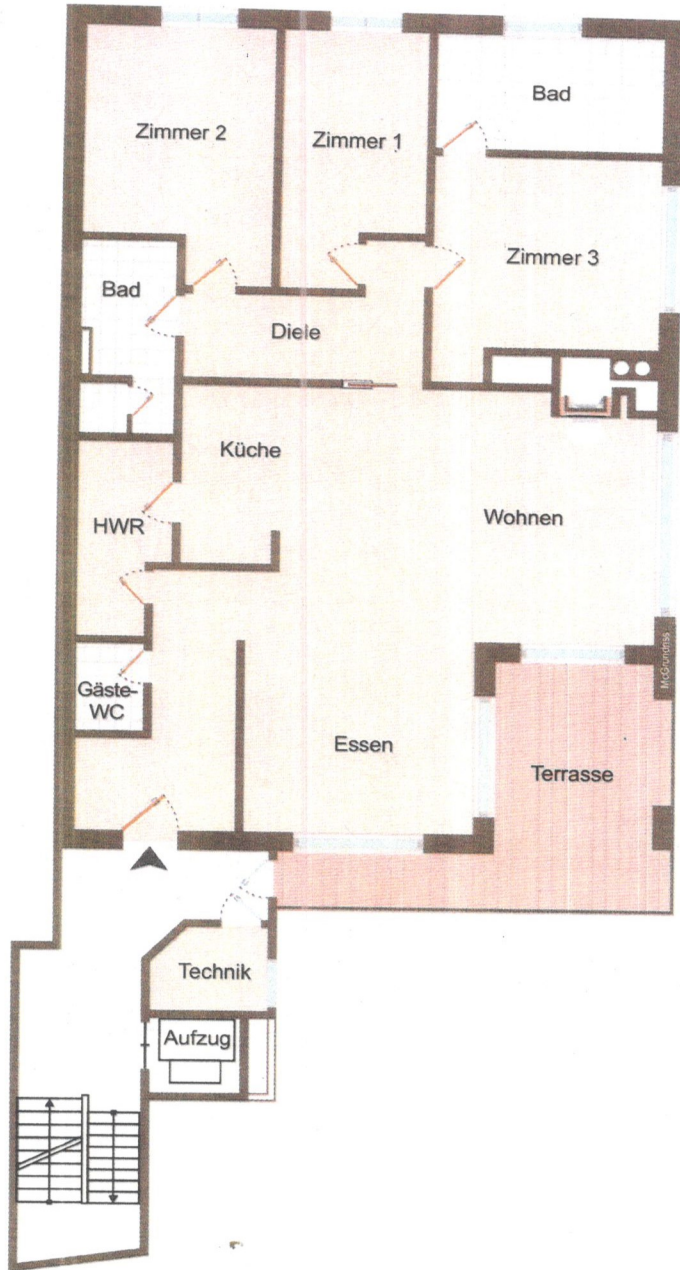 Bad
Zimmer 2
Zimmer 1
Zimmer 3
Bad
Diele
Küche
Wohnen
HWR
McGrundriss
Gäste-
WC
Essen
Terrasse
Technik
Aufzug